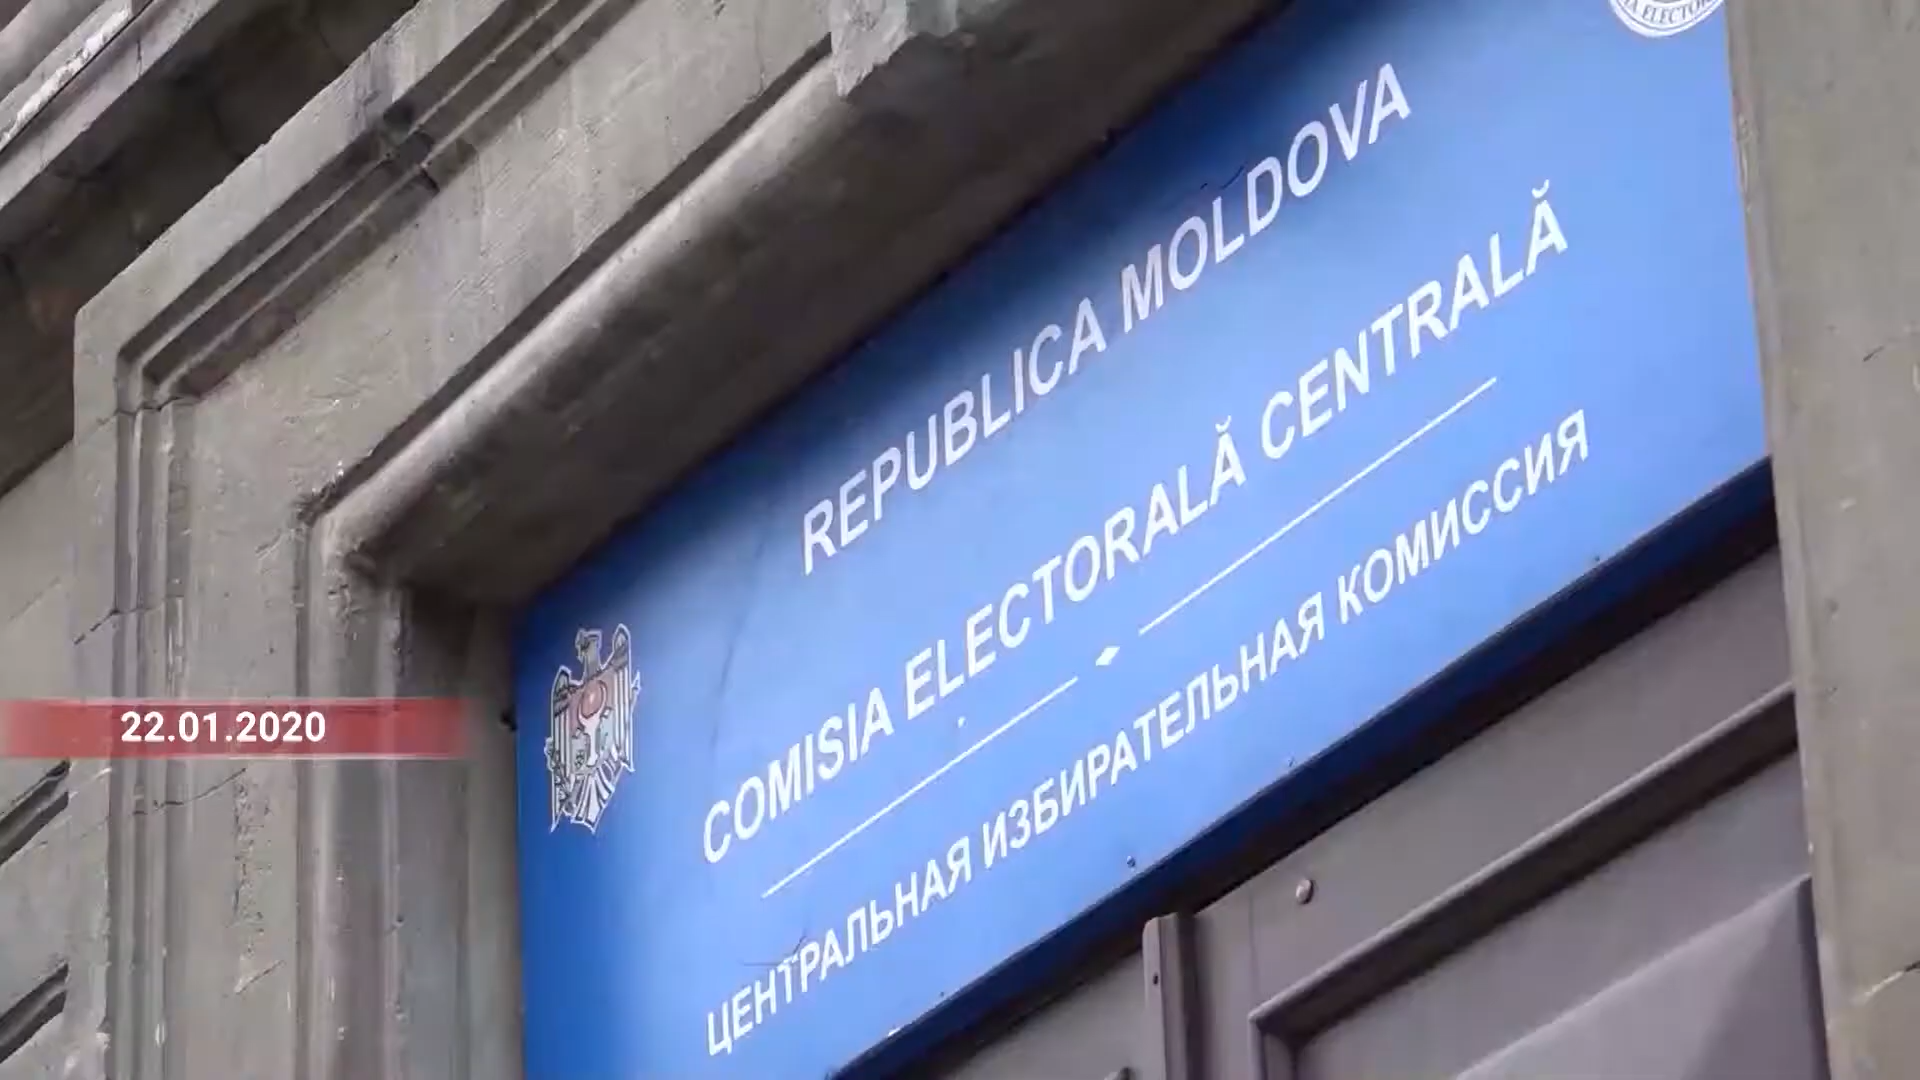 REPUBLICA MOLDOVA
COMISIA ELECTORALĂ CENTRALĂ
ЦЕНТРАЛЬНАЯ ИЗБИРАТЕЛЬНАЯ КОМИССИЯ
22.01.2020